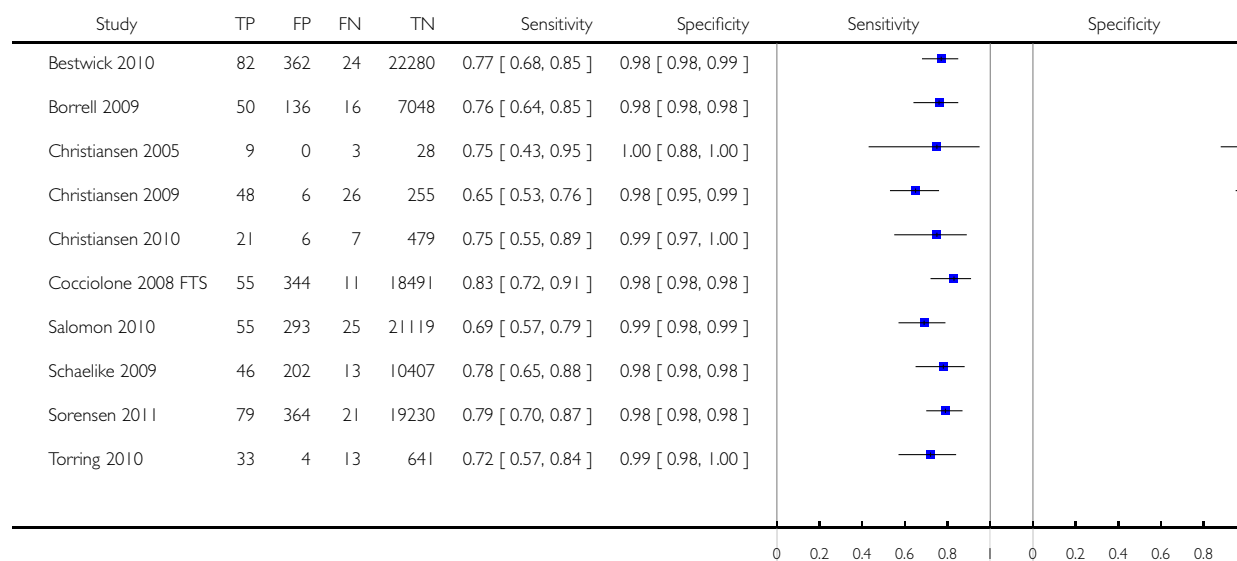 Study TP FP FN TN Sensitivity Specificity Sensitivity Specificity
Bestwick 2010 82 362 24 22280 0.77 [ 0.68, 0.85 ] 0.98 [ 0.98, 0.99 ]
Borrell 2009 50 136 16 7048 0.76 [ 0.64, 0.85 ] 0.98 [ 0.98, 0.98 ]
Christiansen 2005 9 0 3 28 0.75 [ 0.43, 0.95 ] 1.00 [ 0.88, 1.00 ]
Christiansen 2009 48 6 26 255 0.65 [ 0.53, 0.76 ] 0.98 [ 0.95, 0.99 ]
Christiansen 2010 21 6 7 479 0.75 [ 0.55, 0.89 ] 0.99 [ 0.97, 1.00 ]
Cocciolone 2008 FTS 55 344 11 18491 0.83 [ 0.72, 0.91 ] 0.98 [ 0.98, 0.98 ]
Salomon 2010 55 293 25 21119 0.69 [ 0.57, 0.79 ] 0.99 [ 0.98, 0.99 ]
Schaelike 2009 46 202 13 10407 0.78 [ 0.65, 0.88 ] 0.98 [ 0.98, 0.98 ]
Sorensen 2011 79 364 21 19230 0.79 [ 0.70, 0.87 ] 0.98 [ 0.98, 0.98 ]
Torring 2010 33 4 13 641 0.72 [ 0.57, 0.84 ] 0.99 [ 0.98, 1.00 ]
0 0.2 0.4 0.6 0.8 1 0 0.2 0.4 0.6 0.8